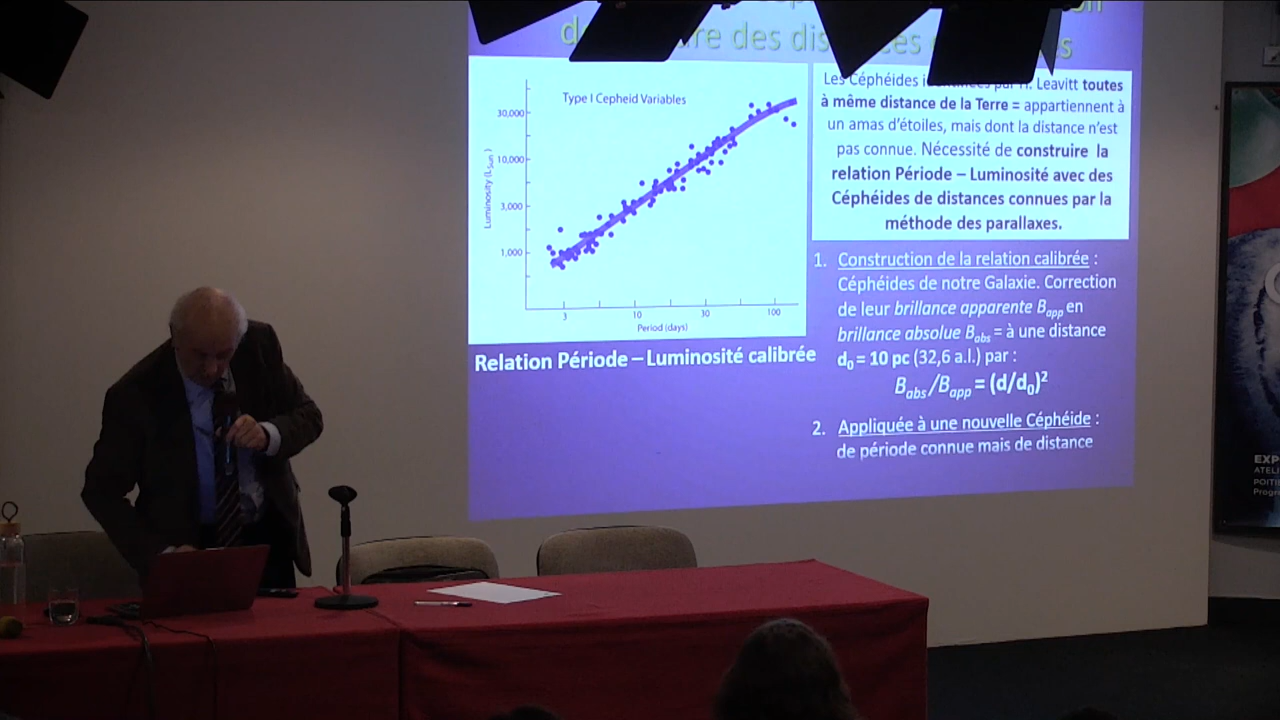 des dis
Type I Cepheid Variables
30,000
10,000
3,000
1,000
Luminosity (LSun)
3
10
30
100
Period (days)
Relation Période – Luminosité calibrée
Les Céphéides par H. Leavitt toutes
à même distance de la Terre = appartiennent à
un amas d'étoiles, mais dont la distance n'est
pas connue. Nécessité de construire la
relation Période – Luminosité avec des
Céphéides de distances connues par la
méthode des parallaxes.
1. Construction de la relation calibrée :
Céphéides de notre Galaxie. Correction
de leur brillance apparente Bapp en
brillance absolue Babs = à une distance
d0 = 10 pc (32,6 a.l.) par :
Babs/Bapp = (d/d0)2
2. Appliquée à une nouvelle Céphéide :
de période connue mais de distance
EXP
ATELI
POITI
Progr